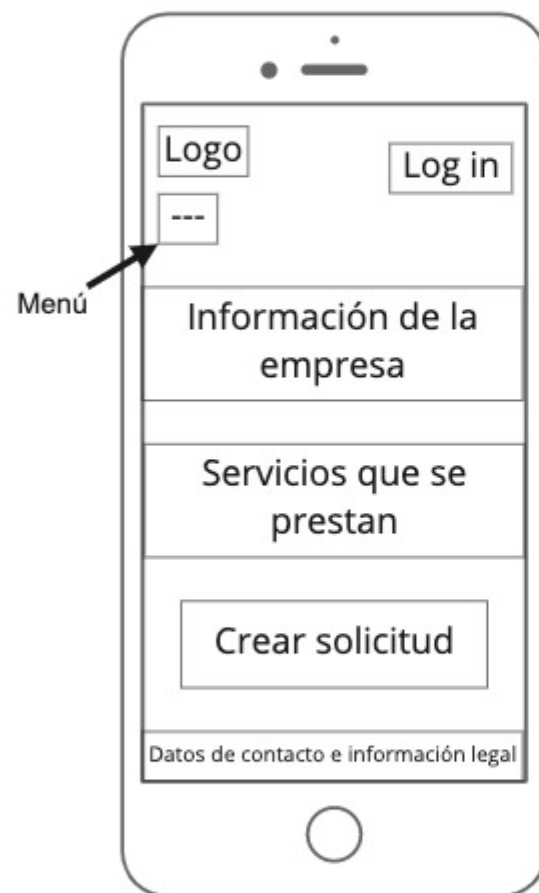 Logo
Log in
---
Menú
Información de la
empresa
Servicios que se
prestan
Crear solicitud
Datos de contacto e información legal